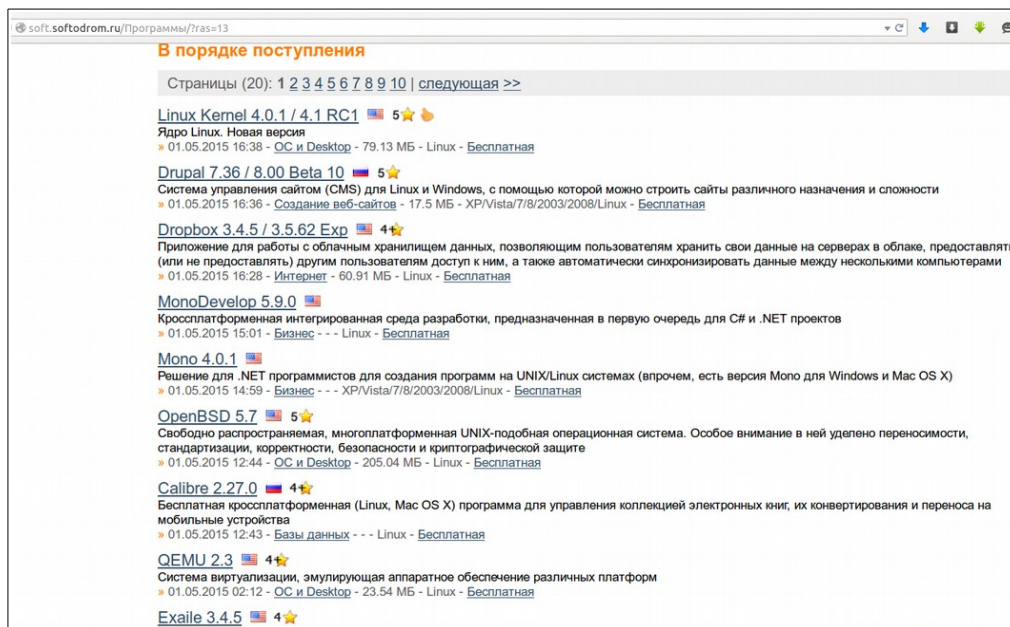 soft.softodrom.ru/Программы/?ras=13
В порядке поступления
Страницы (20): 1 2 3 4 5 6 7 8 9 10 | следующая >>
Linux Kernel 4.0.1 / 4.1 RC1 5
Ядро Linux. Новая версия
» 01.05.2015 16:38 - ОС и Desktop - 79.13 МБ - Linux - Бесплатная
Drupal 7.36 / 8.00 Beta 10 5
Система управления сайтом (CMS) для Linux и Windows, с помощью которой можно строить сайты различного назначения и сложности
» 01.05.2015 16:36 - Создание веб-сайтов - 17.5 МБ - XP/Vista/7/8/2003/2008/Linux - Бесплатная
Dropbox 3.4.5 / 3.5.62 Exp 4+
Приложение для работы с облачным хранилищем данных, позволяющим пользователям хранить свои данные на серверах в облаке, предоставлять
(или не предоставлять) другим пользователям доступ к ним, а также автоматически синхронизировать данные между несколькими компьютерами
» 01.05.2015 16:28 - Интернет - 60.91 МБ - Linux - Бесплатная
MonoDevelop 5.9.0
Кроссплатформенная интегрированная среда разработки, предназначенная в первую очередь для C# и .NET проектов
» 01.05.2015 15:01 - Бизнес - - - Linux - Бесплатная
Mono 4.0.1
Решение для .NET программистов для создания программ на UNIX/Linux системах (впрочем, есть версия Mono для Windows и Mac OS X)
» 01.05.2015 14:59 - Бизнес - - - XP/Vista/7/8/2003/2008/Linux - Бесплатная
OpenBSD 5.7 5
Свободно распространяемая, многоплатформенная UNIX-подобная операционная система. Особое внимание в ней уделено переносимости,
стандартизации, корректности, безопасности и криптографической защите
» 01.05.2015 12:44 - ОС и Desktop - 205.04 МБ - Linux - Бесплатная
Calibre 2.27.0 4+
Бесплатная кроссплатформенная (Linux, Mac OS X) программа для управления коллекцией электронных книг, их конвертирования и переноса на
мобильные устройства
» 01.05.2015 12:43 - Базы данных - - - Linux - Бесплатная
QEMU 2.3 4+
Система виртуализации, эмулирующая аппаратное обеспечение различных платформ
» 01.05.2015 02:12 - ОС и Desktop - 23.54 МБ - Linux - Бесплатная
Exaile 3.4.5 4